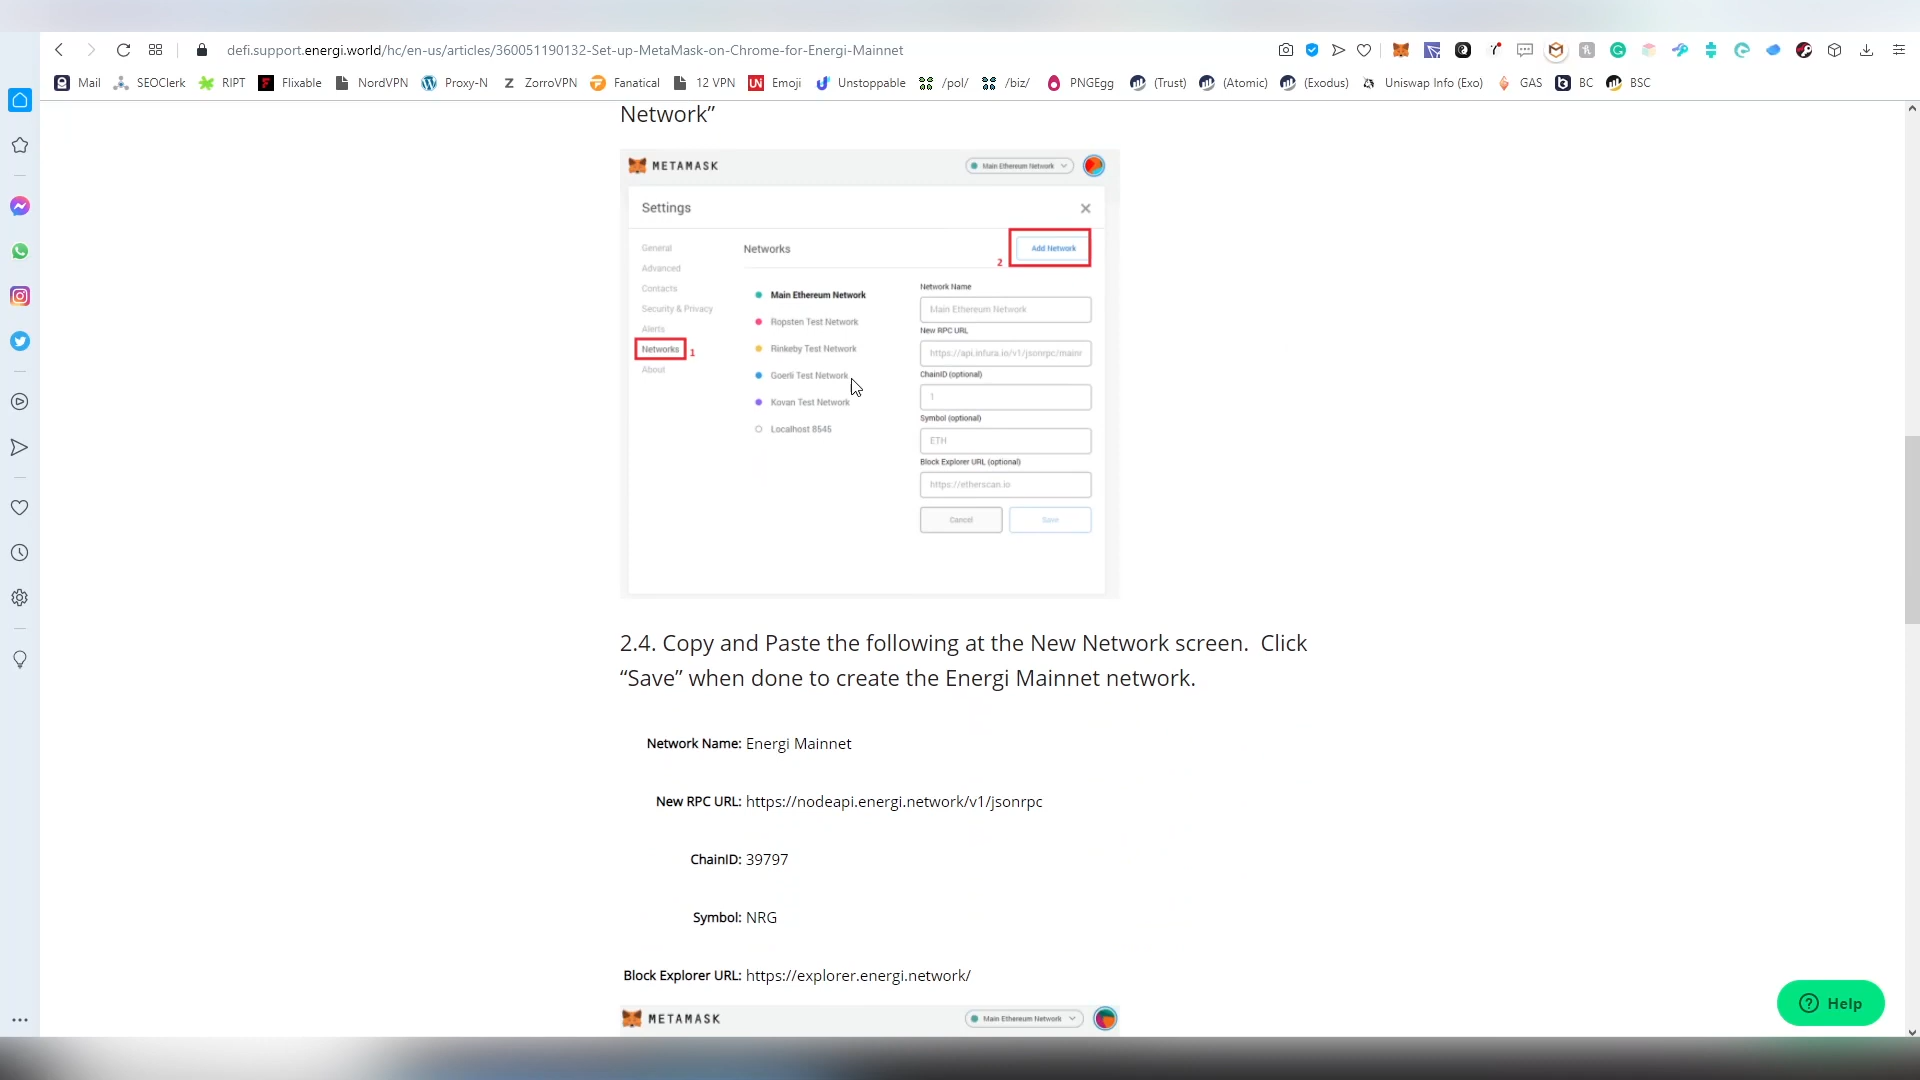 defi.support.energi.world/hc/en-us/articles/360051190132-Set-up-MetaMask-on-Chrome-for-Energi-Mainnet
Mail SEOClerk RIPT Flixable NordVPN Proxy-N ZorroVPN Fanatical 12 VPN Emoji Unstoppable /pol/ /biz/ PNGEgg (Trust) (Atomic) (Exodus) Uniswap Info (Exo) GAS BC BSC
Network”
METAMASK Main Ethereum Network
Settings
General
Advanced
Contacts
Security & Privacy
Alerts
Networks 1
About
Networks
Add Network
2
Main Ethereum Network
Ropsten Test Network
Rinkeby Test Network
Goerli Test Network
Kovan Test Network
Localhost 8545
Network Name
Main Ethereum Network
New RPC URL
https://api.infura.io/v1/jsonrpc/mainr
ChainID (optional)
1
Symbol (optional)
ETH
Block Explorer URL (optional)
https://etherscan.io
Cancel Save
2.4. Copy and Paste the following at the New Network screen. Click
“Save” when done to create the Energi Mainnet network.
Network Name: Energi Mainnet
New RPC URL: https://nodeapi.energi.network/v1/jsonrpc
ChainID: 39797
Symbol: NRG
Block Explorer URL: https://explorer.energi.network/
METAMASK Main Ethereum Network
Help